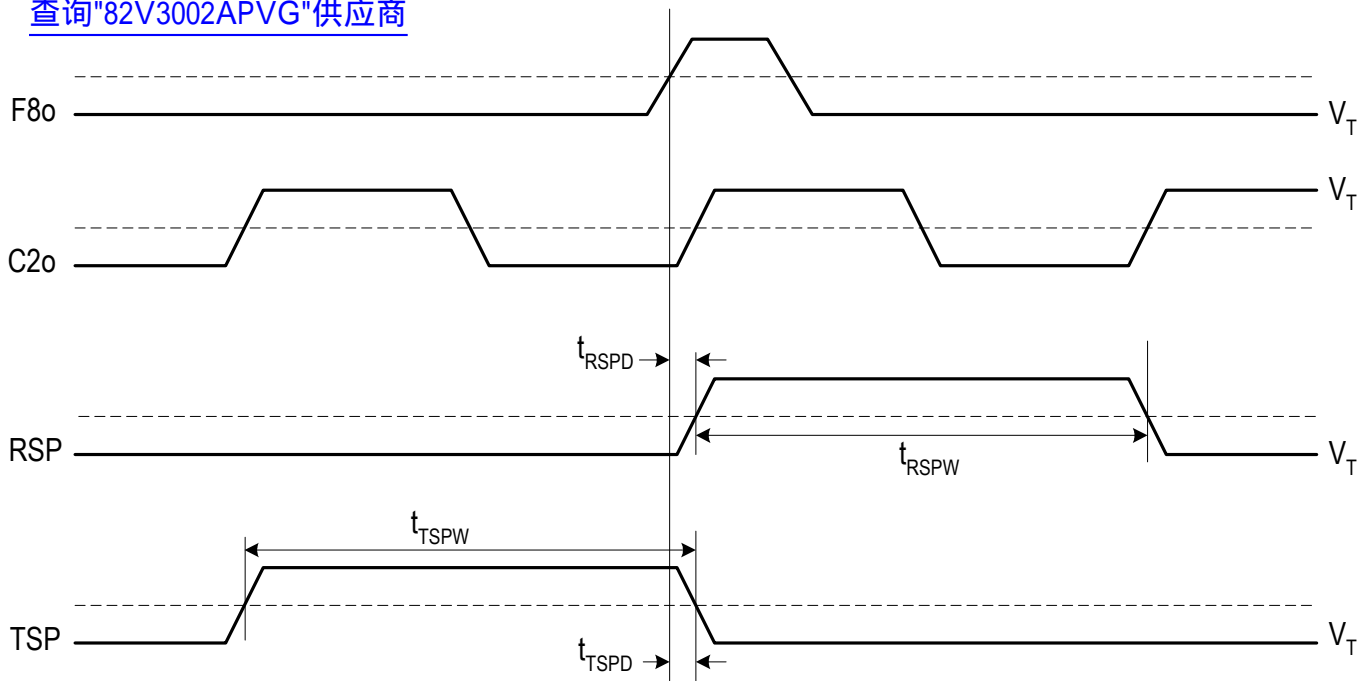 查询"82V3002APVG"供应商
F8o
V_T
V_T
C2o
t_RSPD
RSP
t_RSPW
V_T
t_TSPW
TSP
t_TSPD
V_T